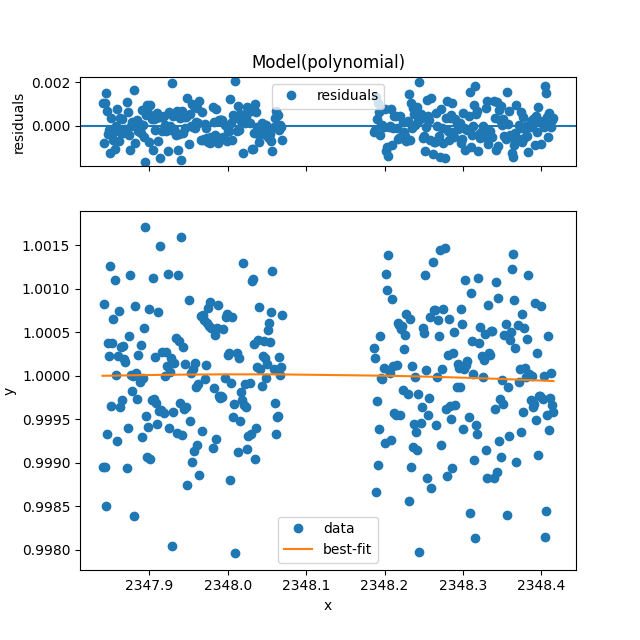 Model(polynomial)
0.002
0.000
residuals
residuals
1.0015
1.0010
1.0005
1.0000
0.9995
0.9990
0.9985
0.9980
y
data
best-fit
2347.9 2348.0 2348.1 2348.2 2348.3 2348.4
x